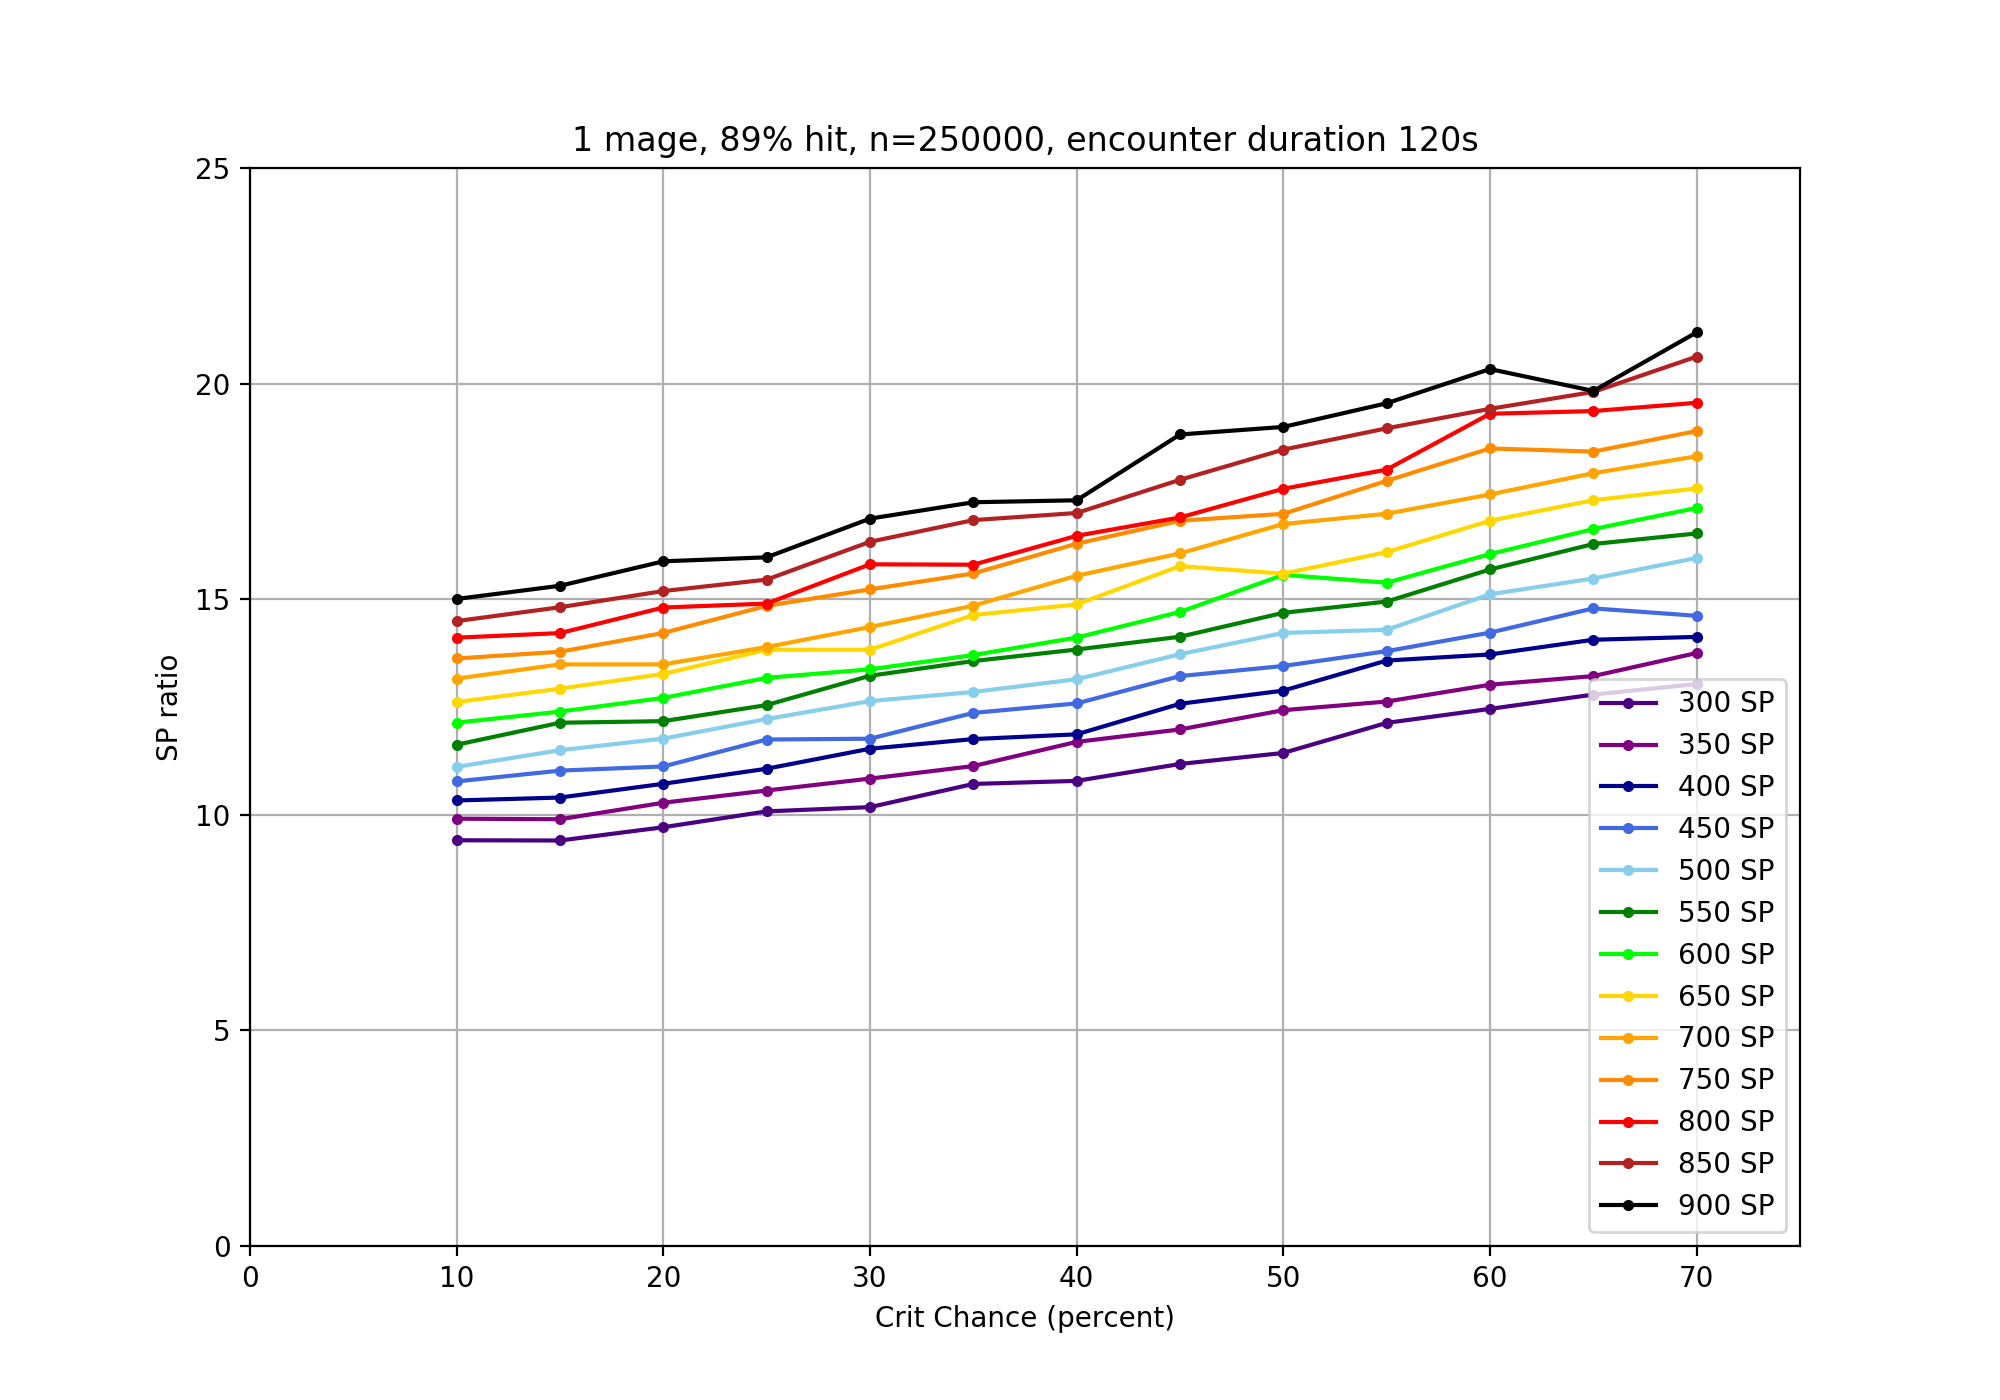 1 mage, 89% hit, n=250000, encounter duration 120s
25
20
15
10
5
0
SP ratio
0 10 20 30 40 50 60 70
Crit Chance (percent)
300 SP
350 SP
400 SP
450 SP
500 SP
550 SP
600 SP
650 SP
700 SP
750 SP
800 SP
850 SP
900 SP